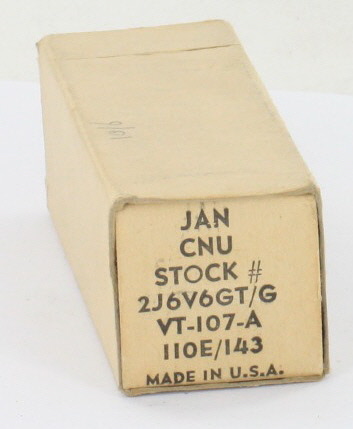 JAN
CNU
STOCK #
2J6V6GT/G
VT-107-A
110E/143
MADE IN U.S.A.